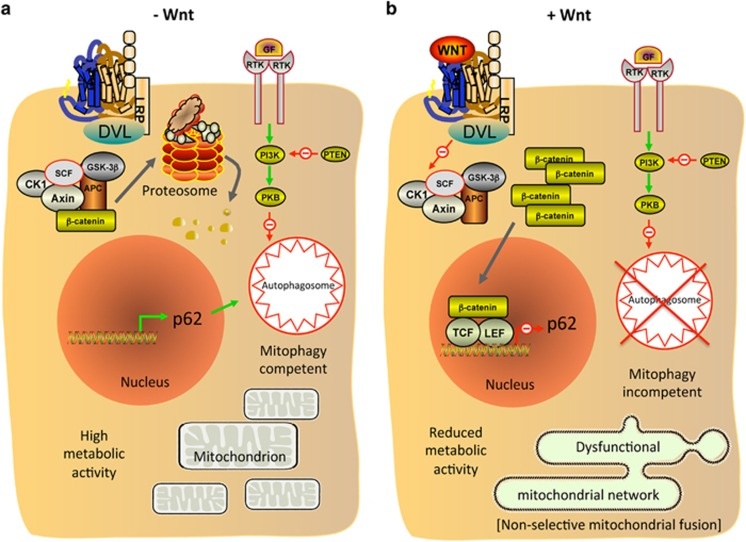 a
- Wnt
GF
RTK
RTK
LRP
DVL
PI3K
PTEN
GSK-3β
SCF
CK1
APC
Axin
β-catenin
Proteosome
PKB
Autophagosome
p62
Nucleus
Mitophagy
competent
High
metabolic
activity
Mitochondrion
b
+ Wnt
WNT
GF
RTK
RTK
LRP
DVL
PI3K
PTEN
GSK-3β
SCF
CK1
APC
Axin
β-catenin
β-catenin
β-catenin
β-catenin
PKB
Autophagosome
β-catenin
TCF
LEF
p62
Nucleus
Mitophagy
incompetent
Reduced
metabolic
activity
Dysfunctional
mitochondrial network
[Non-selective mitochondrial fusion]